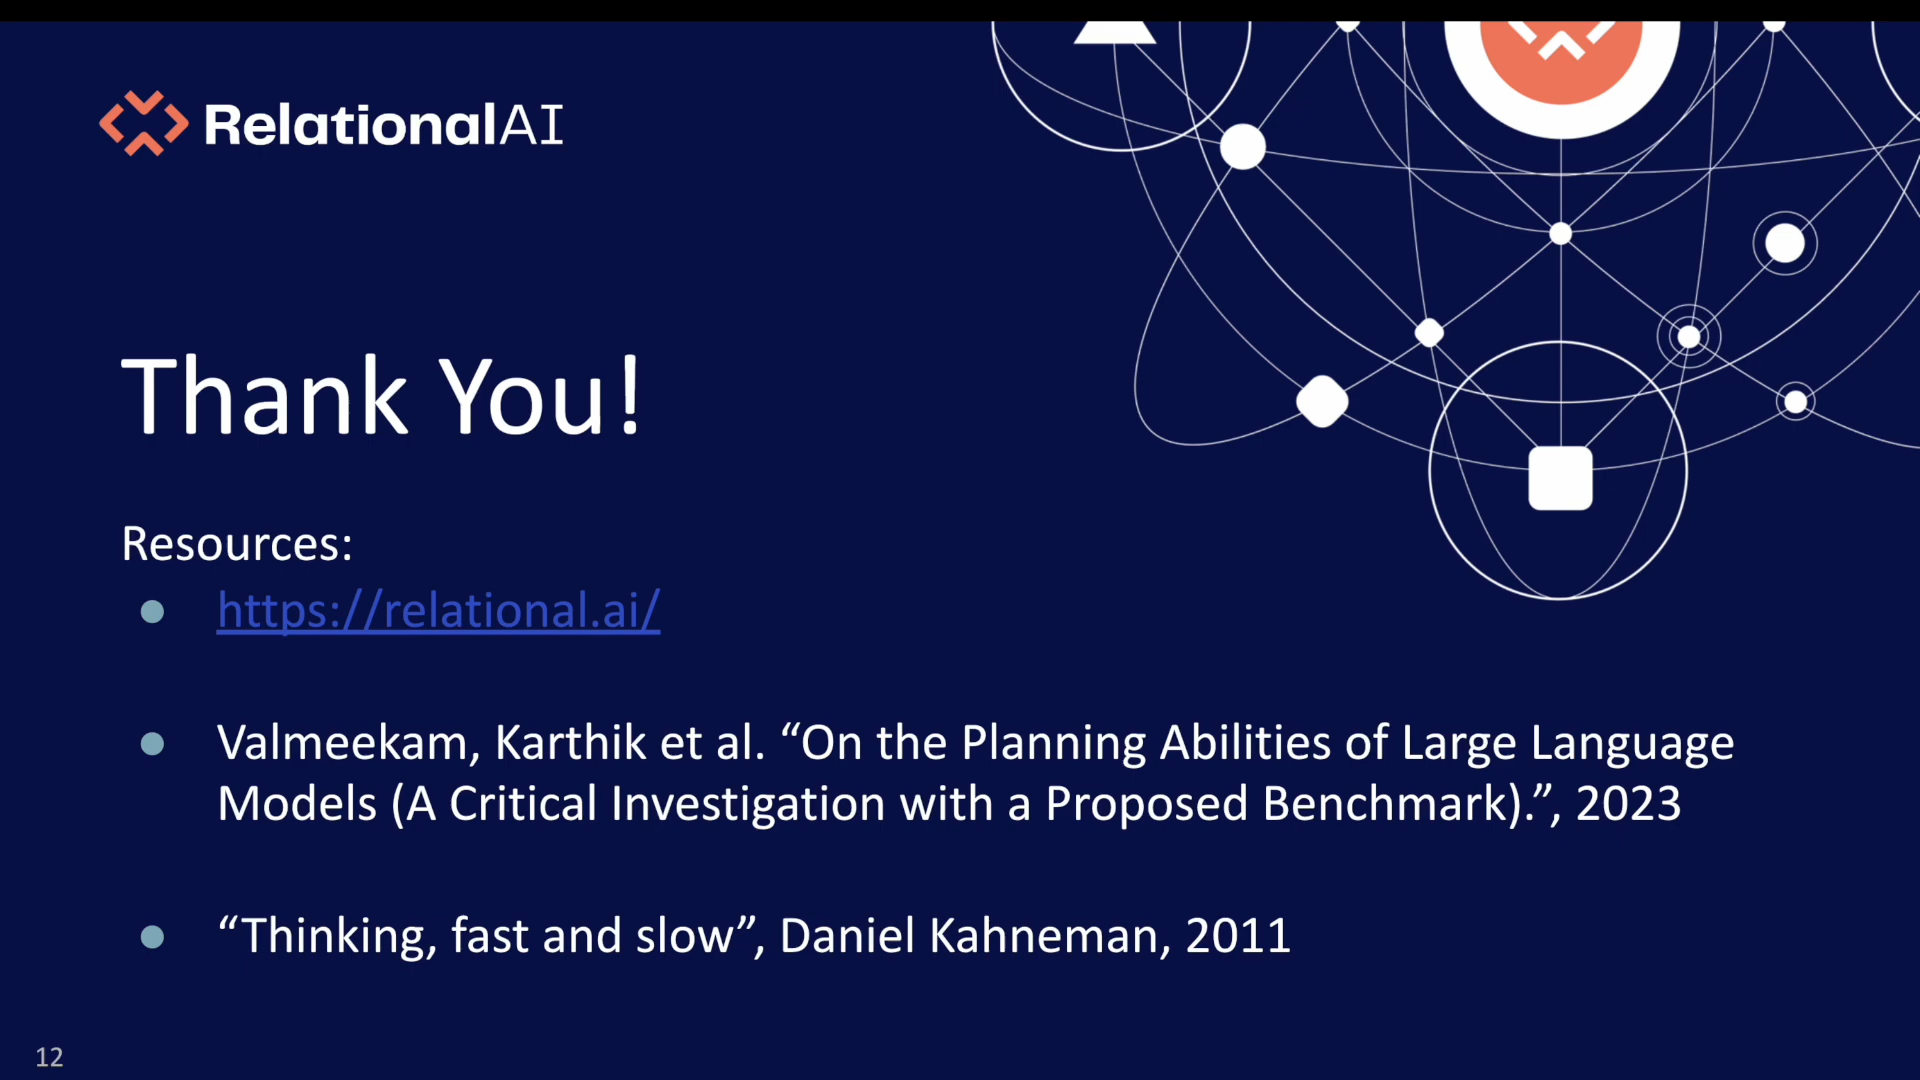 RelationalAI
Thank You!
Resources:
https://relational.ai/
Valmeekam, Karthik et al. “On the Planning Abilities of Large Language
Models (A Critical Investigation with a Proposed Benchmark).”, 2023
“Thinking, fast and slow”, Daniel Kahneman, 2011
12